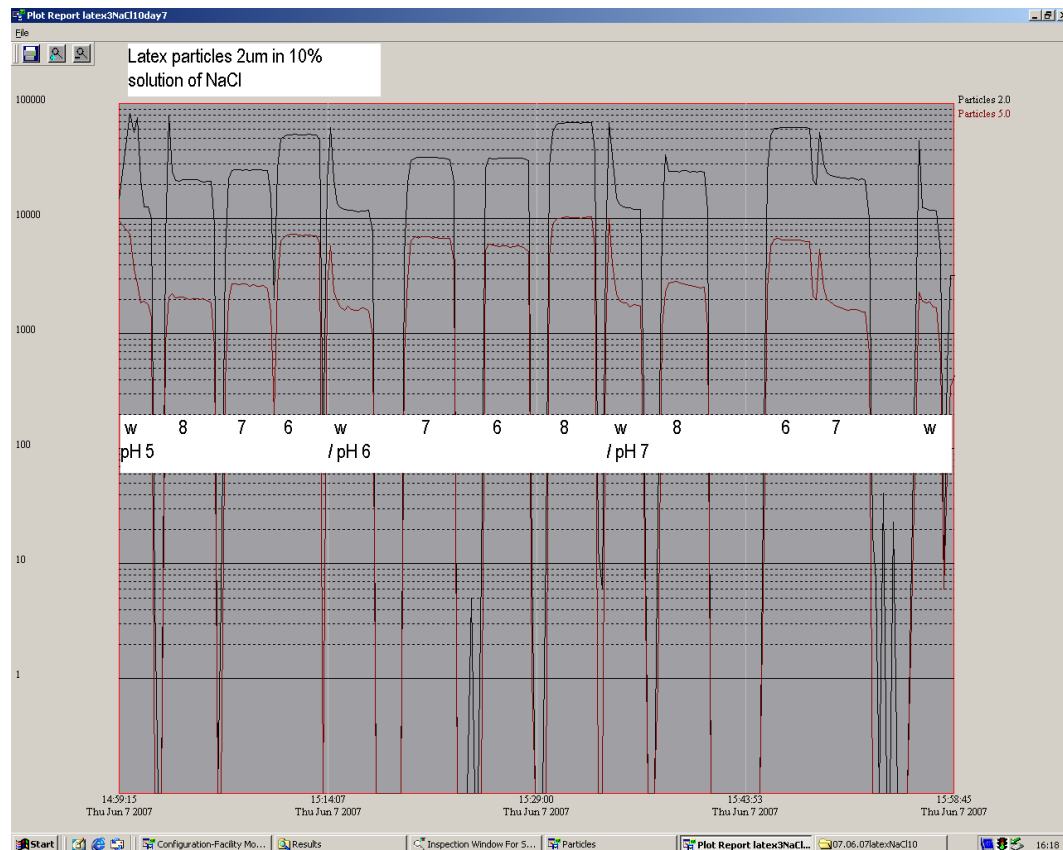 Plot Report latex3NaCl10day7
File
Latex particles 2um in 10%
solution of NaCl
100000
10000
1000
100
10
1
Particles 2.0
Particles 5.0
w 8 7 6 w 7 6 8 w 8 6 7 w
pH 5 / pH 6 / pH 7
14:59:15 15:14:07 15:29:00 15:43:53 15:58:45
Thu Jun 7 2007 Thu Jun 7 2007 Thu Jun 7 2007 Thu Jun 7 2007 Thu Jun 7 2007
Start Configuration-Facility Mo... Results Inspection Window For S... Particles Plot Report latex3NaCl... 07.06.07latexNaCl10 16:18